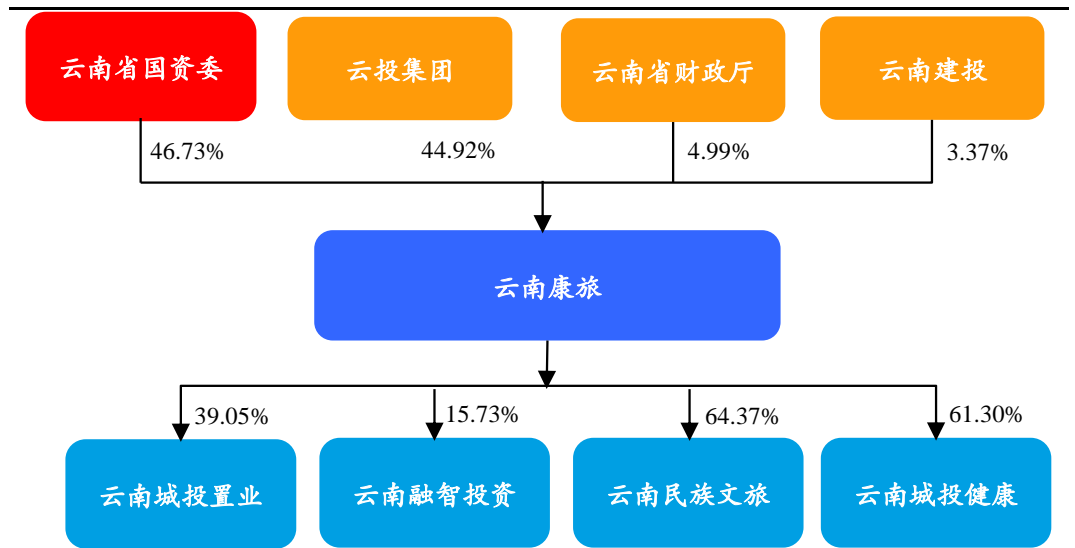 云南省国资委
云投集团
云南省财政厅
云南建投
46.73%
44.92%
4.99%
3.37%
云南康旅
39.05%
15.73%
64.37%
61.30%
云南城投置业
云南融智投资
云南民族文旅
云南城投健康